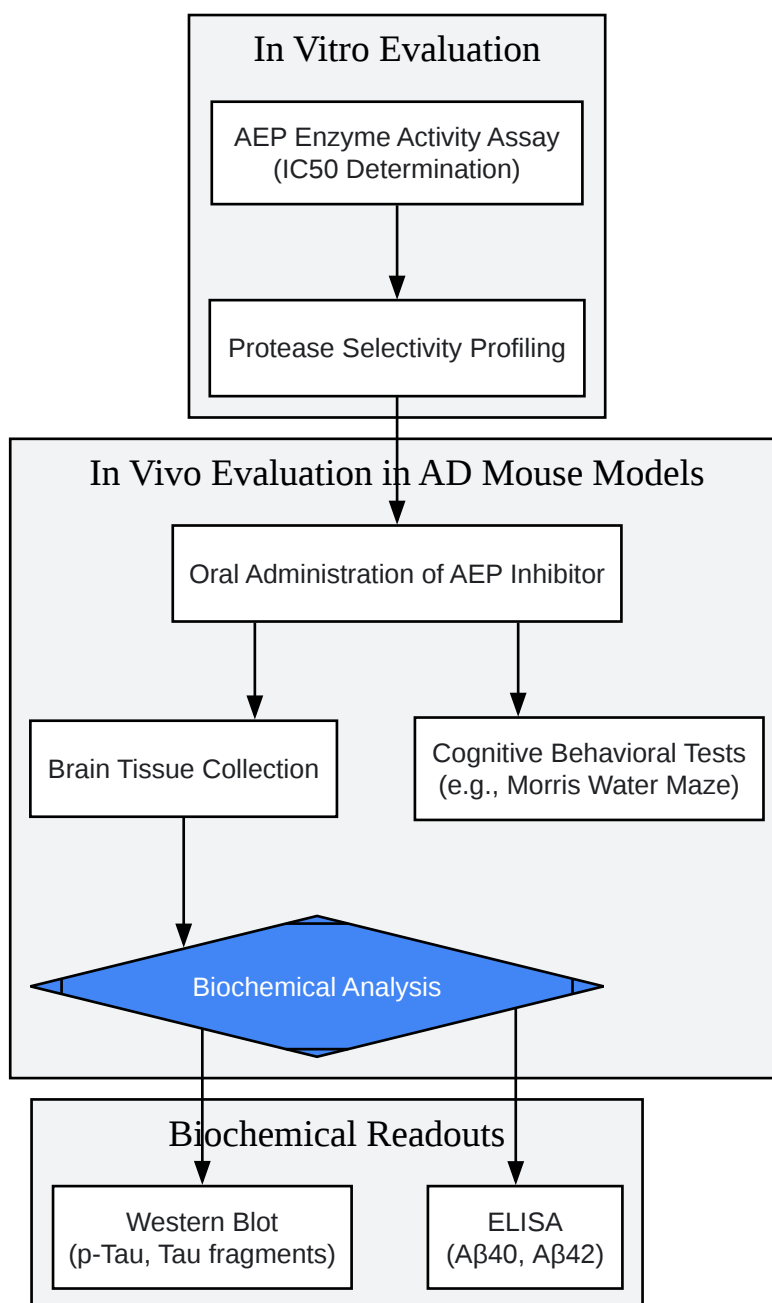 In Vitro Evaluation
AEP Enzyme Activity Assay
(IC50 Determination)
Protease Selectivity Profiling
In Vivo Evaluation in AD Mouse Models
Oral Administration of AEP Inhibitor
Brain Tissue Collection
Cognitive Behavioral Tests
(e.g., Morris Water Maze)
Biochemical Analysis
Biochemical Readouts
Western Blot
(p-Tau, Tau fragments)
ELISA
(Aβ40, Aβ42)